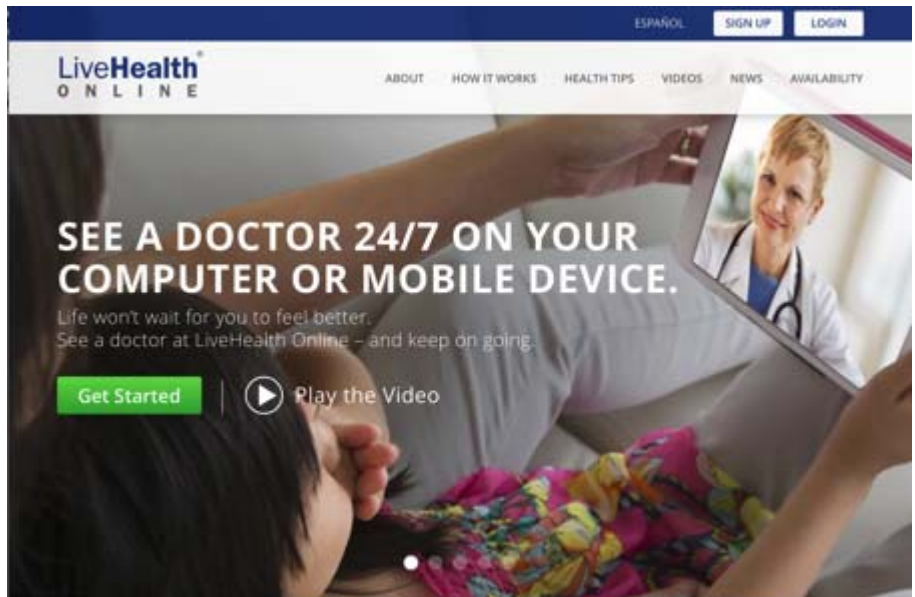 ESPAÑOL SIGN UP LOGIN
LiveHealth®
ONLINE
ABOUT HOW IT WORKS HEALTH TIPS VIDEOS NEWS AVAILABILITY
SEE A DOCTOR 24/7 ON YOUR
COMPUTER OR MOBILE DEVICE.
Life won't wait for you to feel better.
See a doctor at LiveHealth Online – and keep on going.
Get Started Play the Video